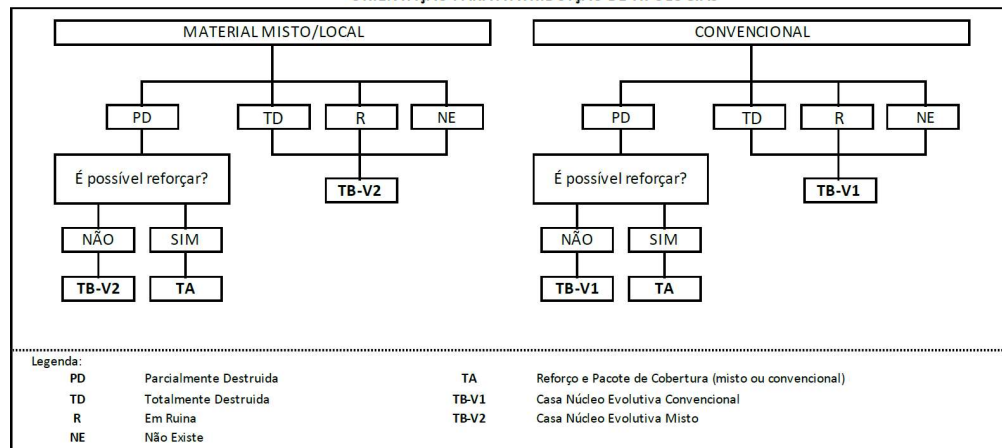 MATERIAL MISTO/LOCAL
CONVENCIONAL
PD
TD
R
NE
PD
TD
R
NE
É possível reforçar?
TB-V2
É possível reforçar?
TB-V1
NÃO
SIM
NÃO
SIM
TB-V2
TA
TB-V1
TA
Legenda:
PD Parcialmente Destruida
TA Reforço e Pacote de Cobertura (misto ou convencional)
TD Totalmente Destruida
TB-V1 Casa Núcleo Evolutiva Convencional
R Em Ruina
TB-V2 Casa Núcleo Evolutiva Misto
NE Não Existe